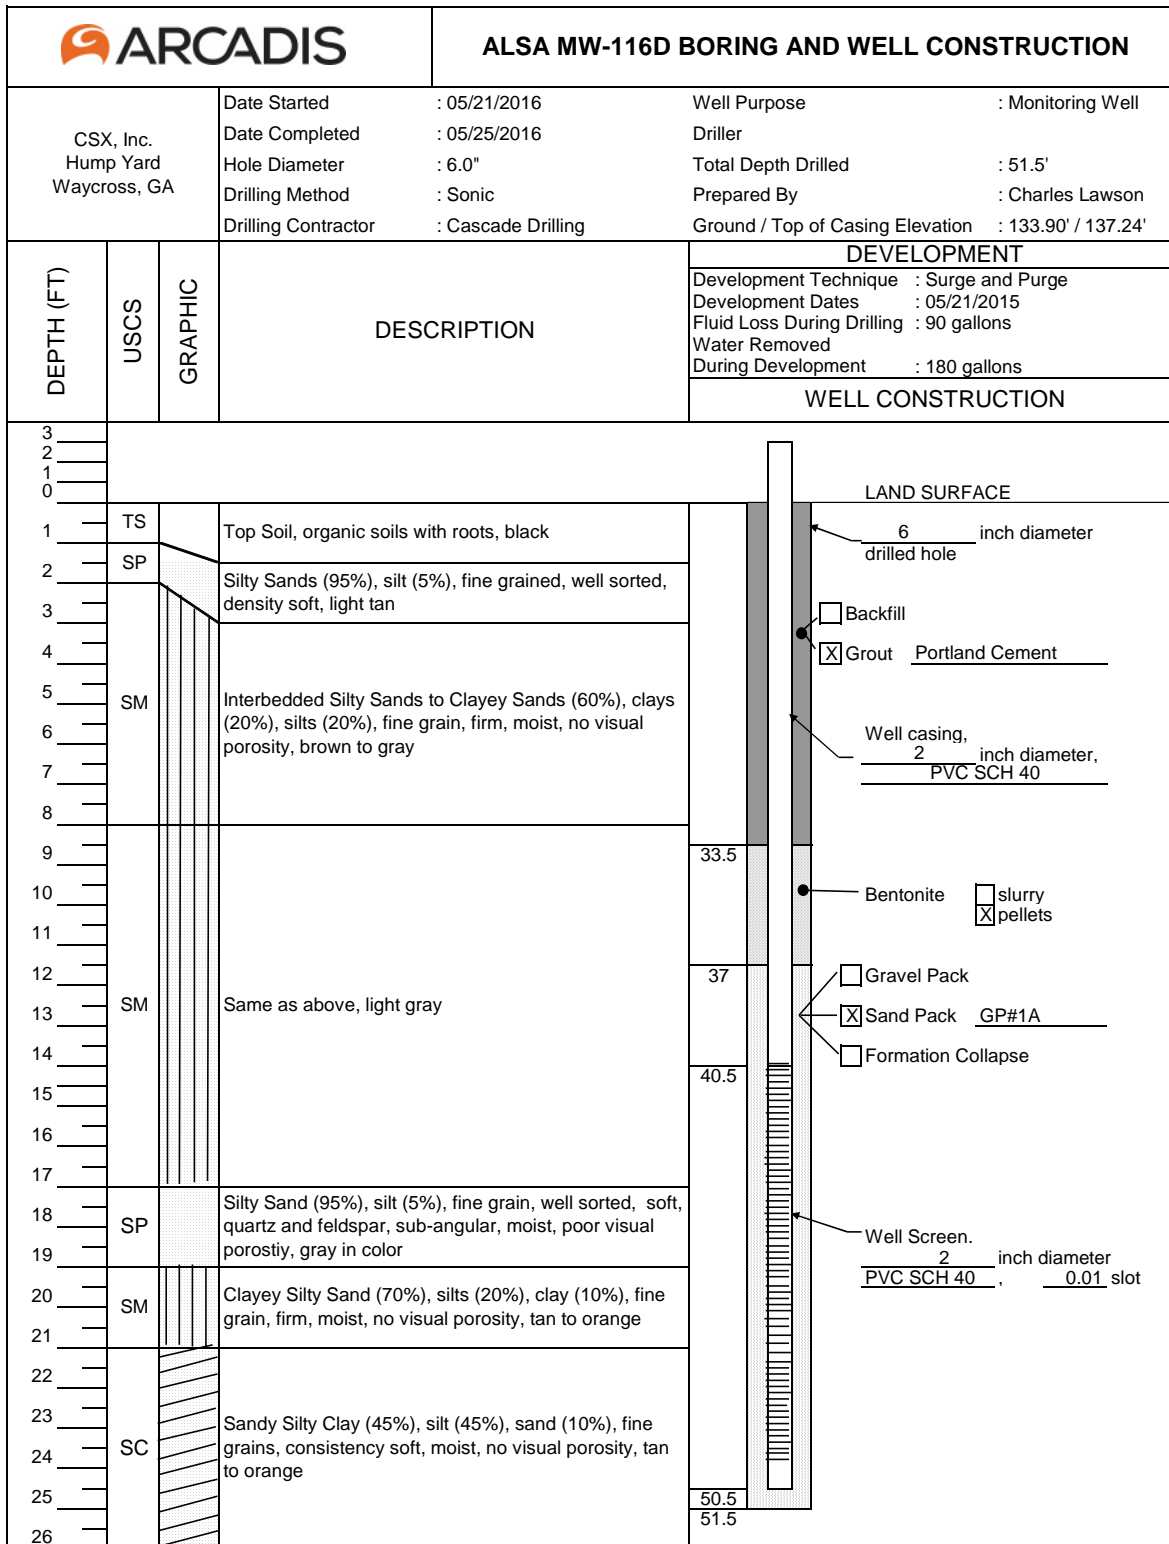 ARCADIS
ALSA MW-116D BORING AND WELL CONSTRUCTION
CSX, Inc.
Hump Yard
Waycross, GA
Date Started : 05/21/2016
Date Completed : 05/25/2016
Hole Diameter : 6.0"
Drilling Method : Sonic
Drilling Contractor : Cascade Drilling
Well Purpose : Monitoring Well
Driller
Total Depth Drilled : 51.5'
Prepared By : Charles Lawson
Ground / Top of Casing Elevation : 133.90' / 137.24'
DEPTH (FT)
USCS
GRAPHIC
DESCRIPTION
DEVELOPMENT
Development Technique : Surge and Purge
Development Dates : 05/21/2015
Fluid Loss During Drilling : 90 gallons
Water Removed
During Development : 180 gallons
WELL CONSTRUCTION
3
2
1
0
1
2
3
4
5
6
7
8
9
10
11
12
13
14
15
16
17
18
19
20
21
22
23
24
25
26
TS
Top Soil, organic soils with roots, black
SP
Silty Sands (95%), silt (5%), fine grained, well sorted,
density soft, light tan
SM
Interbedded Silty Sands to Clayey Sands (60%), clays
(20%), silts (20%), fine grain, firm, moist, no visual
porosity, brown to gray
SM
Same as above, light gray
SP
Silty Sand (95%), silt (5%), fine grain, well sorted, soft,
quartz and feldspar, sub-angular, moist, poor visual
porostiy, gray in color
SM
Clayey Silty Sand (70%), silts (20%), clay (10%), fine
grain, firm, moist, no visual porosity, tan to orange
SC
Sandy Silty Clay (45%), silt (45%), sand (10%), fine
grains, consistency soft, moist, no visual porosity, tan
to orange
33.5
37
40.5
50.5
51.5
LAND SURFACE
6 inch diameter
drilled hole
Backfill
X Grout Portland Cement
Well casing,
2 inch diameter,
PVC SCH 40
Bentonite slurry
X pellets
Gravel Pack
X Sand Pack GP#1A
Formation Collapse
Well Screen.
2 inch diameter
PVC SCH 40 , 0.01 slot